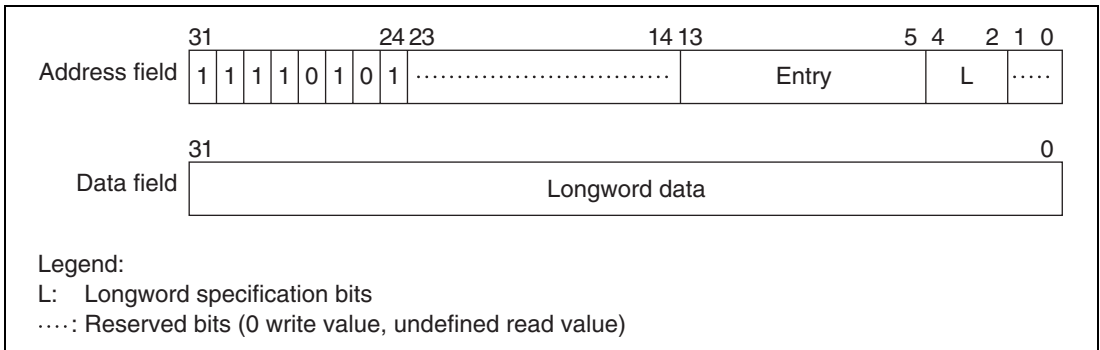 31 24 23 14 13 5 4 2 1 0
Address field 1 1 1 1 0 1 0 1 ······························ Entry L ·····
31 0
Data field Longword data
Legend:
L: Longword specification bits
····: Reserved bits (0 write value, undefined read value)